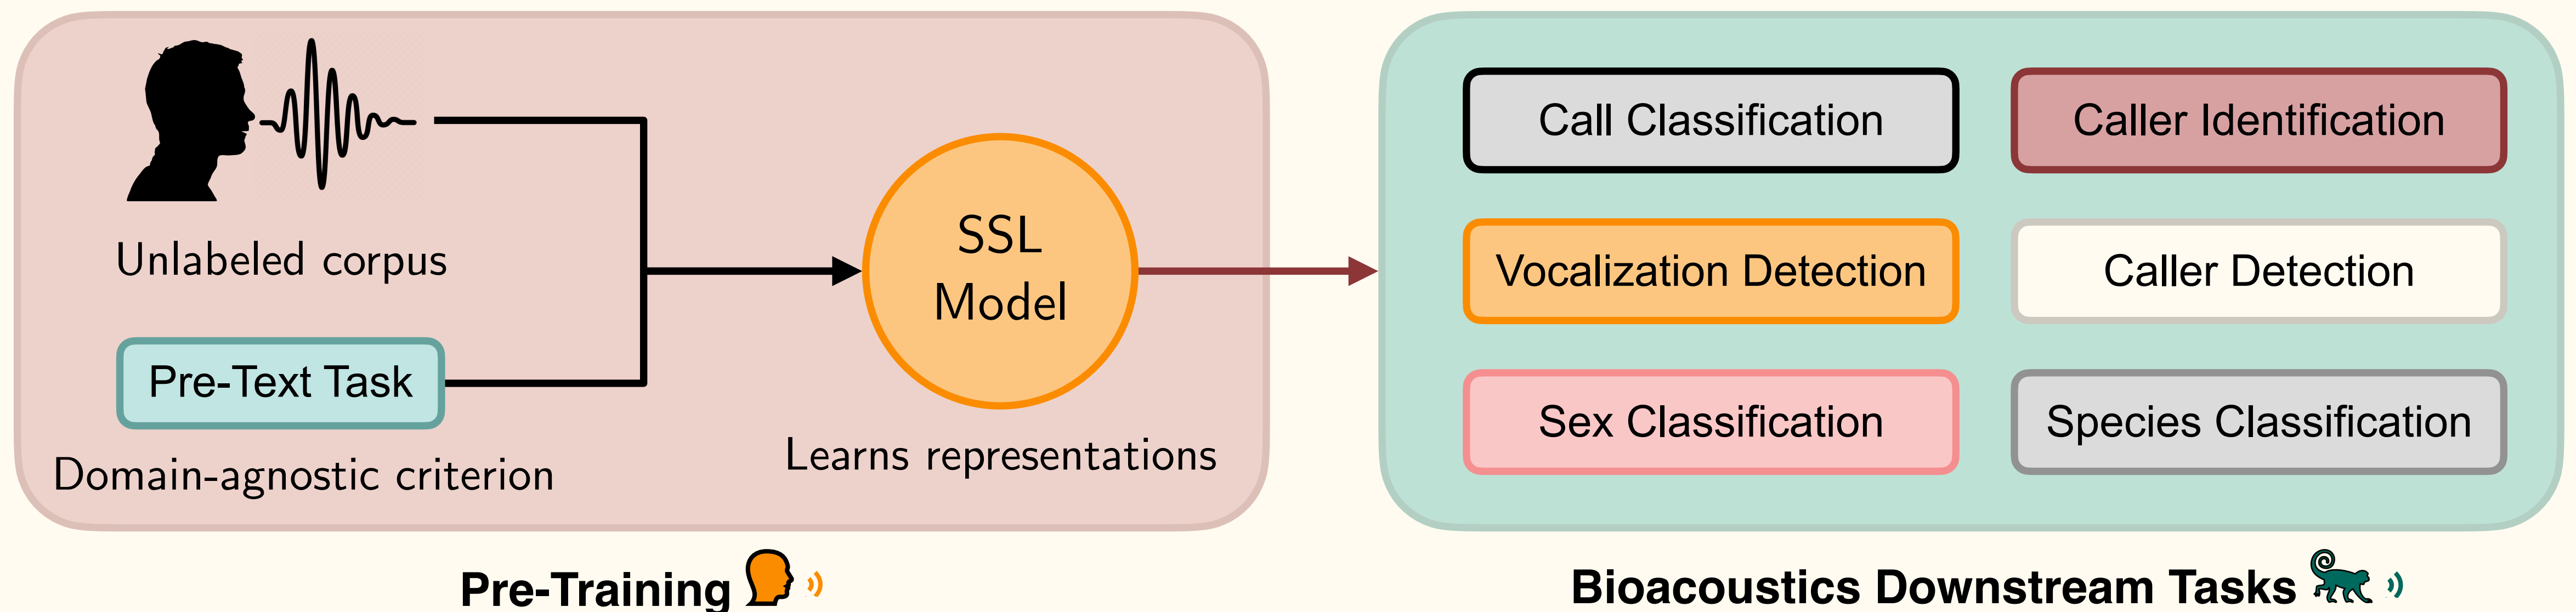 Unlabeled corpus
Pre-Text Task
Domain-agnostic criterion
SSL
Model
Learns representations
Pre-Training
Call Classification
Caller Identification
Vocalization Detection
Caller Detection
Sex Classification
Species Classification
Bioacoustics Downstream Tasks